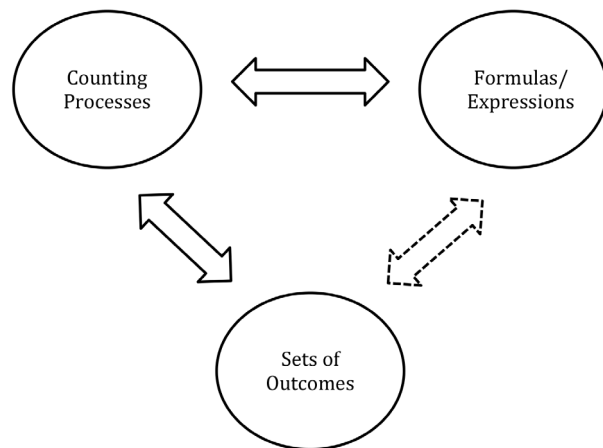 Counting
Processes
Formulas/
Expressions
Sets of
Outcomes